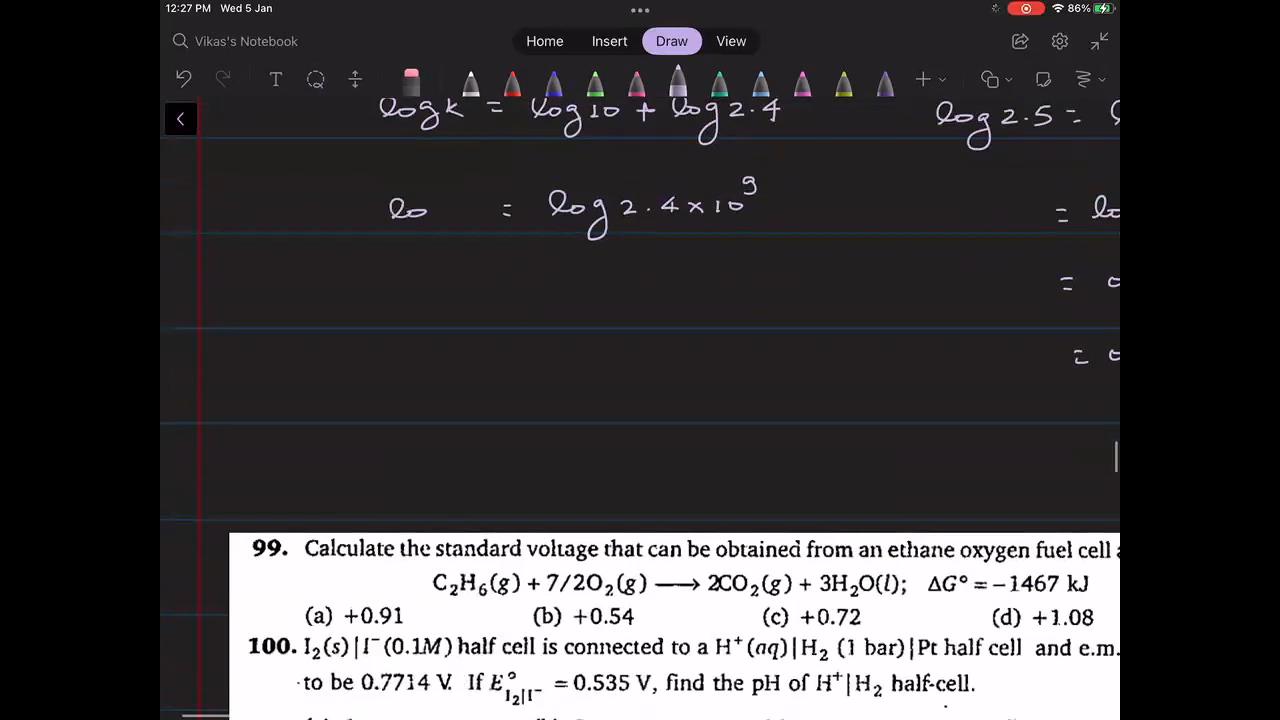 12:27 PM Wed 5 Jan
86%
Vikas's Notebook
Home Insert Draw View
log k = log 10 + log 2.4
log 2.5 =
lo = log 2.4 × 10⁹
= lo
=
=
99. Calculate the standard voltage that can be obtained from an ethane oxygen fuel cell
C₂H₆(g) + 7/2O₂(g) ⟶ 2CO₂(g) + 3H₂O(l); ΔG° = −1467 kJ
(a) +0.91 (b) +0.54 (c) +0.72 (d) +1.08
100. I₂(s)|I⁻(0.1M) half cell is connected to a H⁺(aq)|H₂ (1 bar)|Pt half cell and e.m.
to be 0.7714 V. If E°I₂|I⁻ = 0.535 V, find the pH of H⁺|H₂ half-cell.